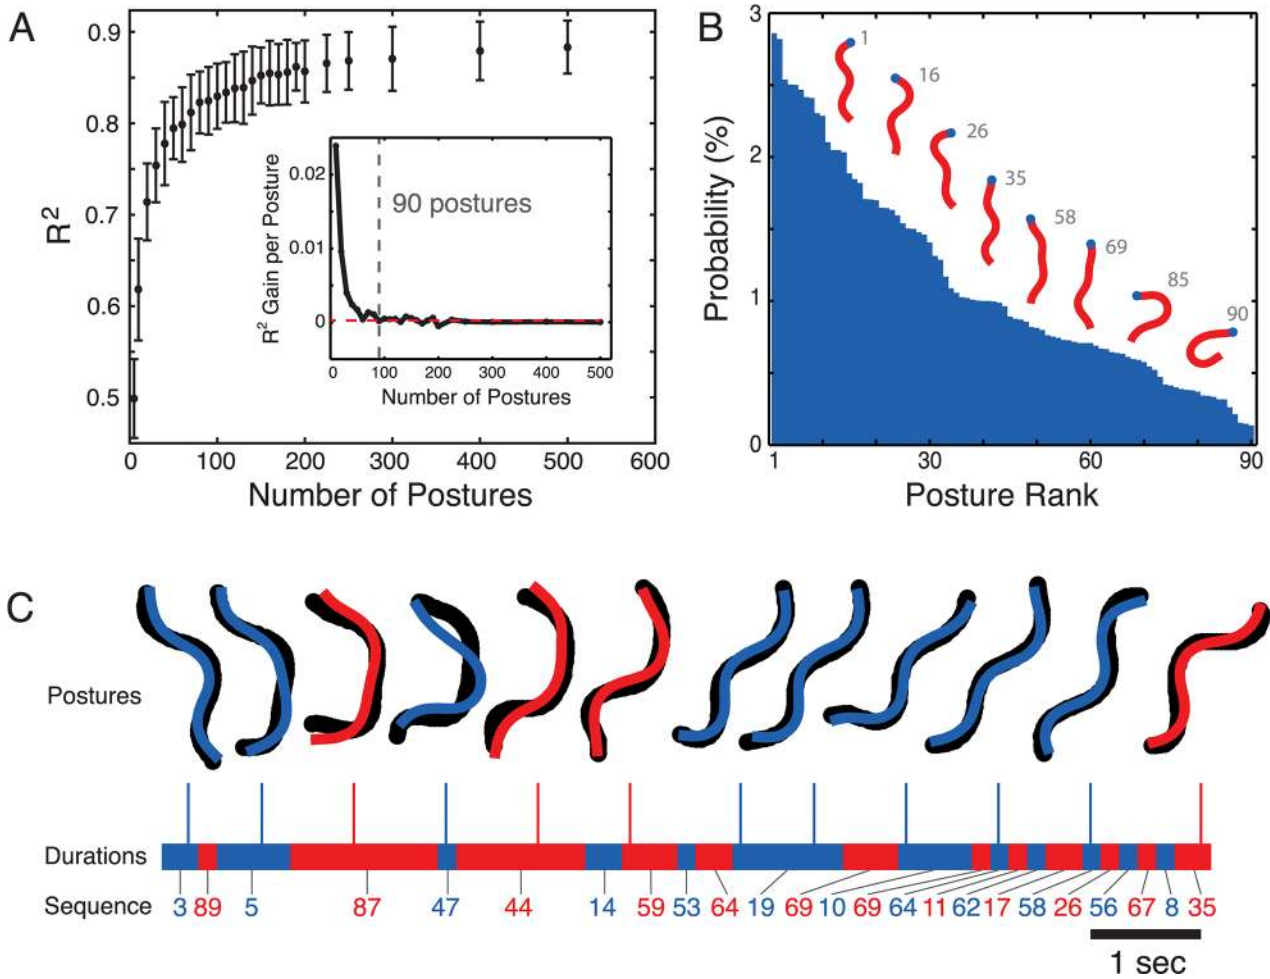 A
R²
0.9
0.8
0.7
0.6
0.5
0 100 200 300 400 500 600
Number of Postures
R² Gain per Posture
0.02
0.01
0
90 postures
0 100 200 300 400 500
Number of Postures
B
Probability (%)
3
2
1
0
1 16 26 35 58 69 85 90
1 30 60 90
Posture Rank
C
Postures
Durations
Sequence 3 89 5 87 47 44 14 59 53 64 19 69 10 69 64 11 62 17 58 26 56 67 8 35
1 sec